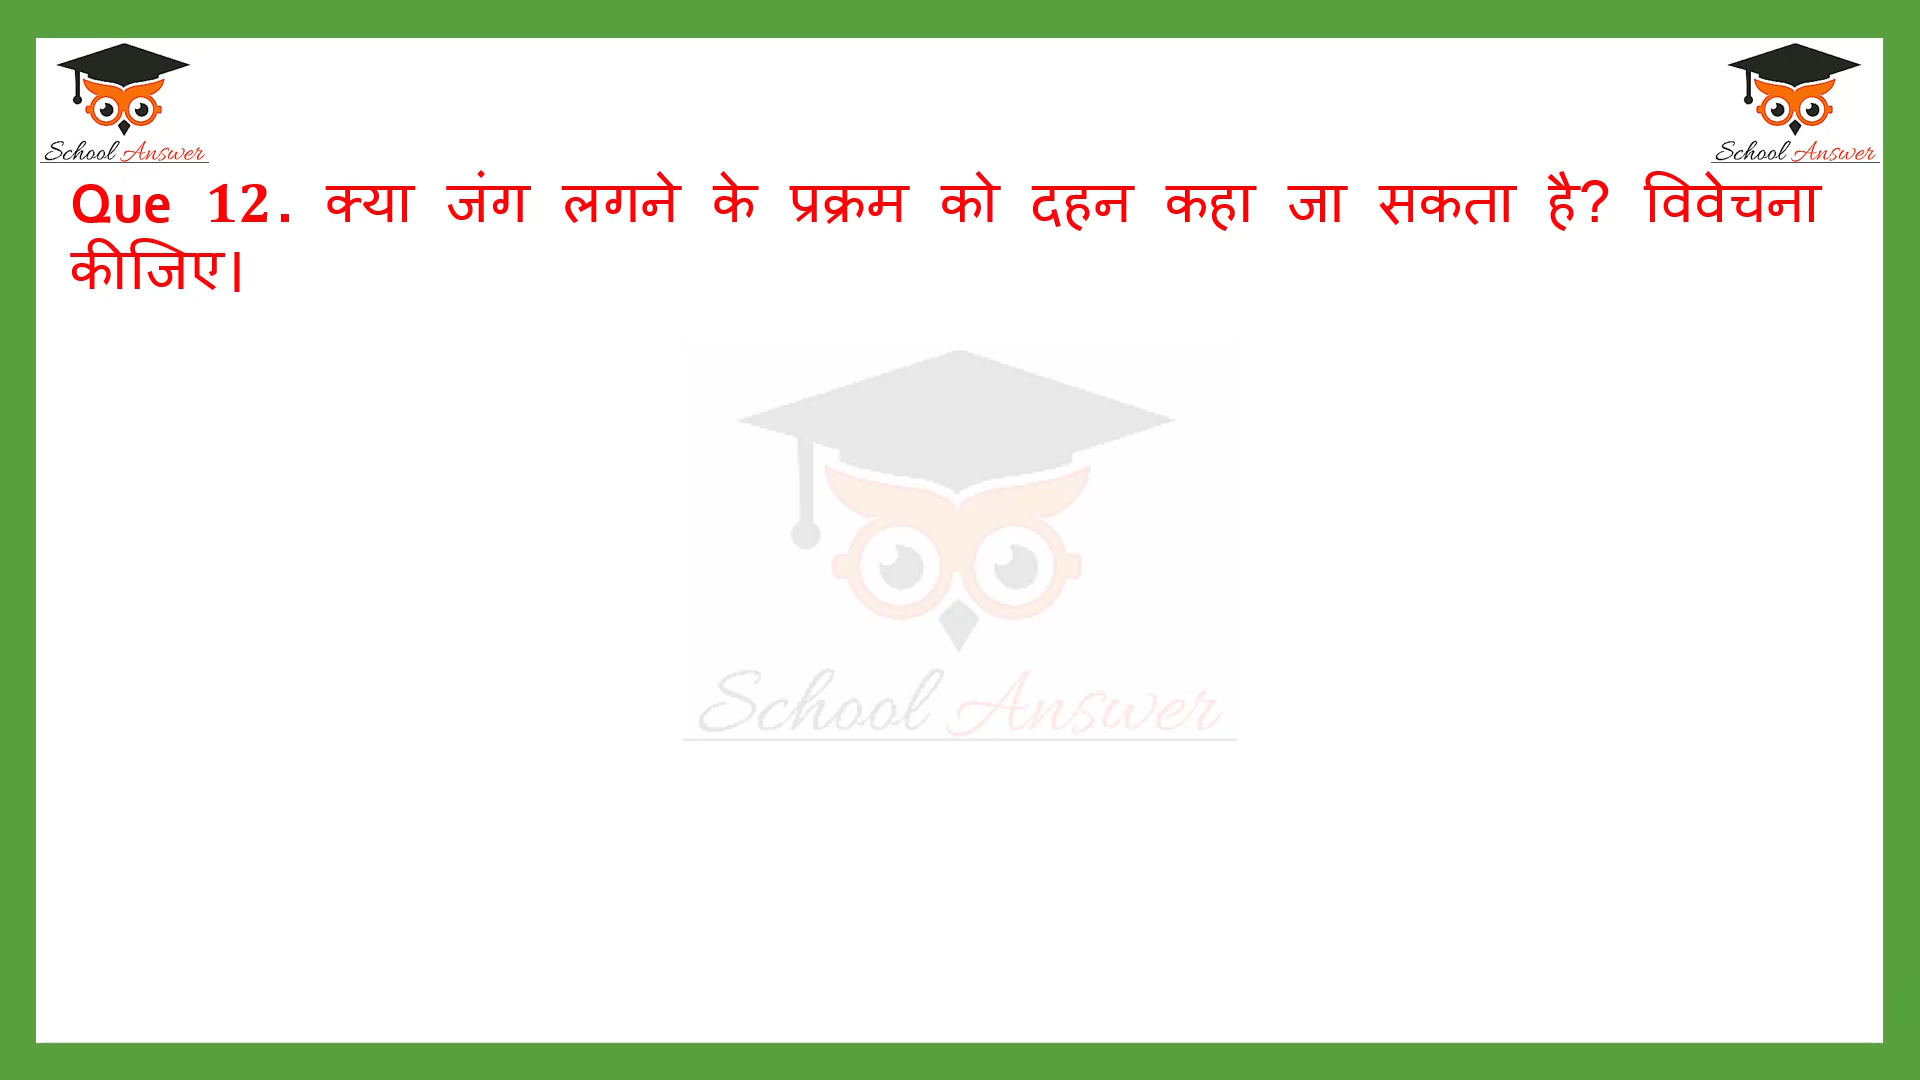 School Answer
School Answer
Que 12. क्या जंग लगने के प्रक्रम को दहन कहा जा सकता है? विवेचना
कीजिए।
School Answer